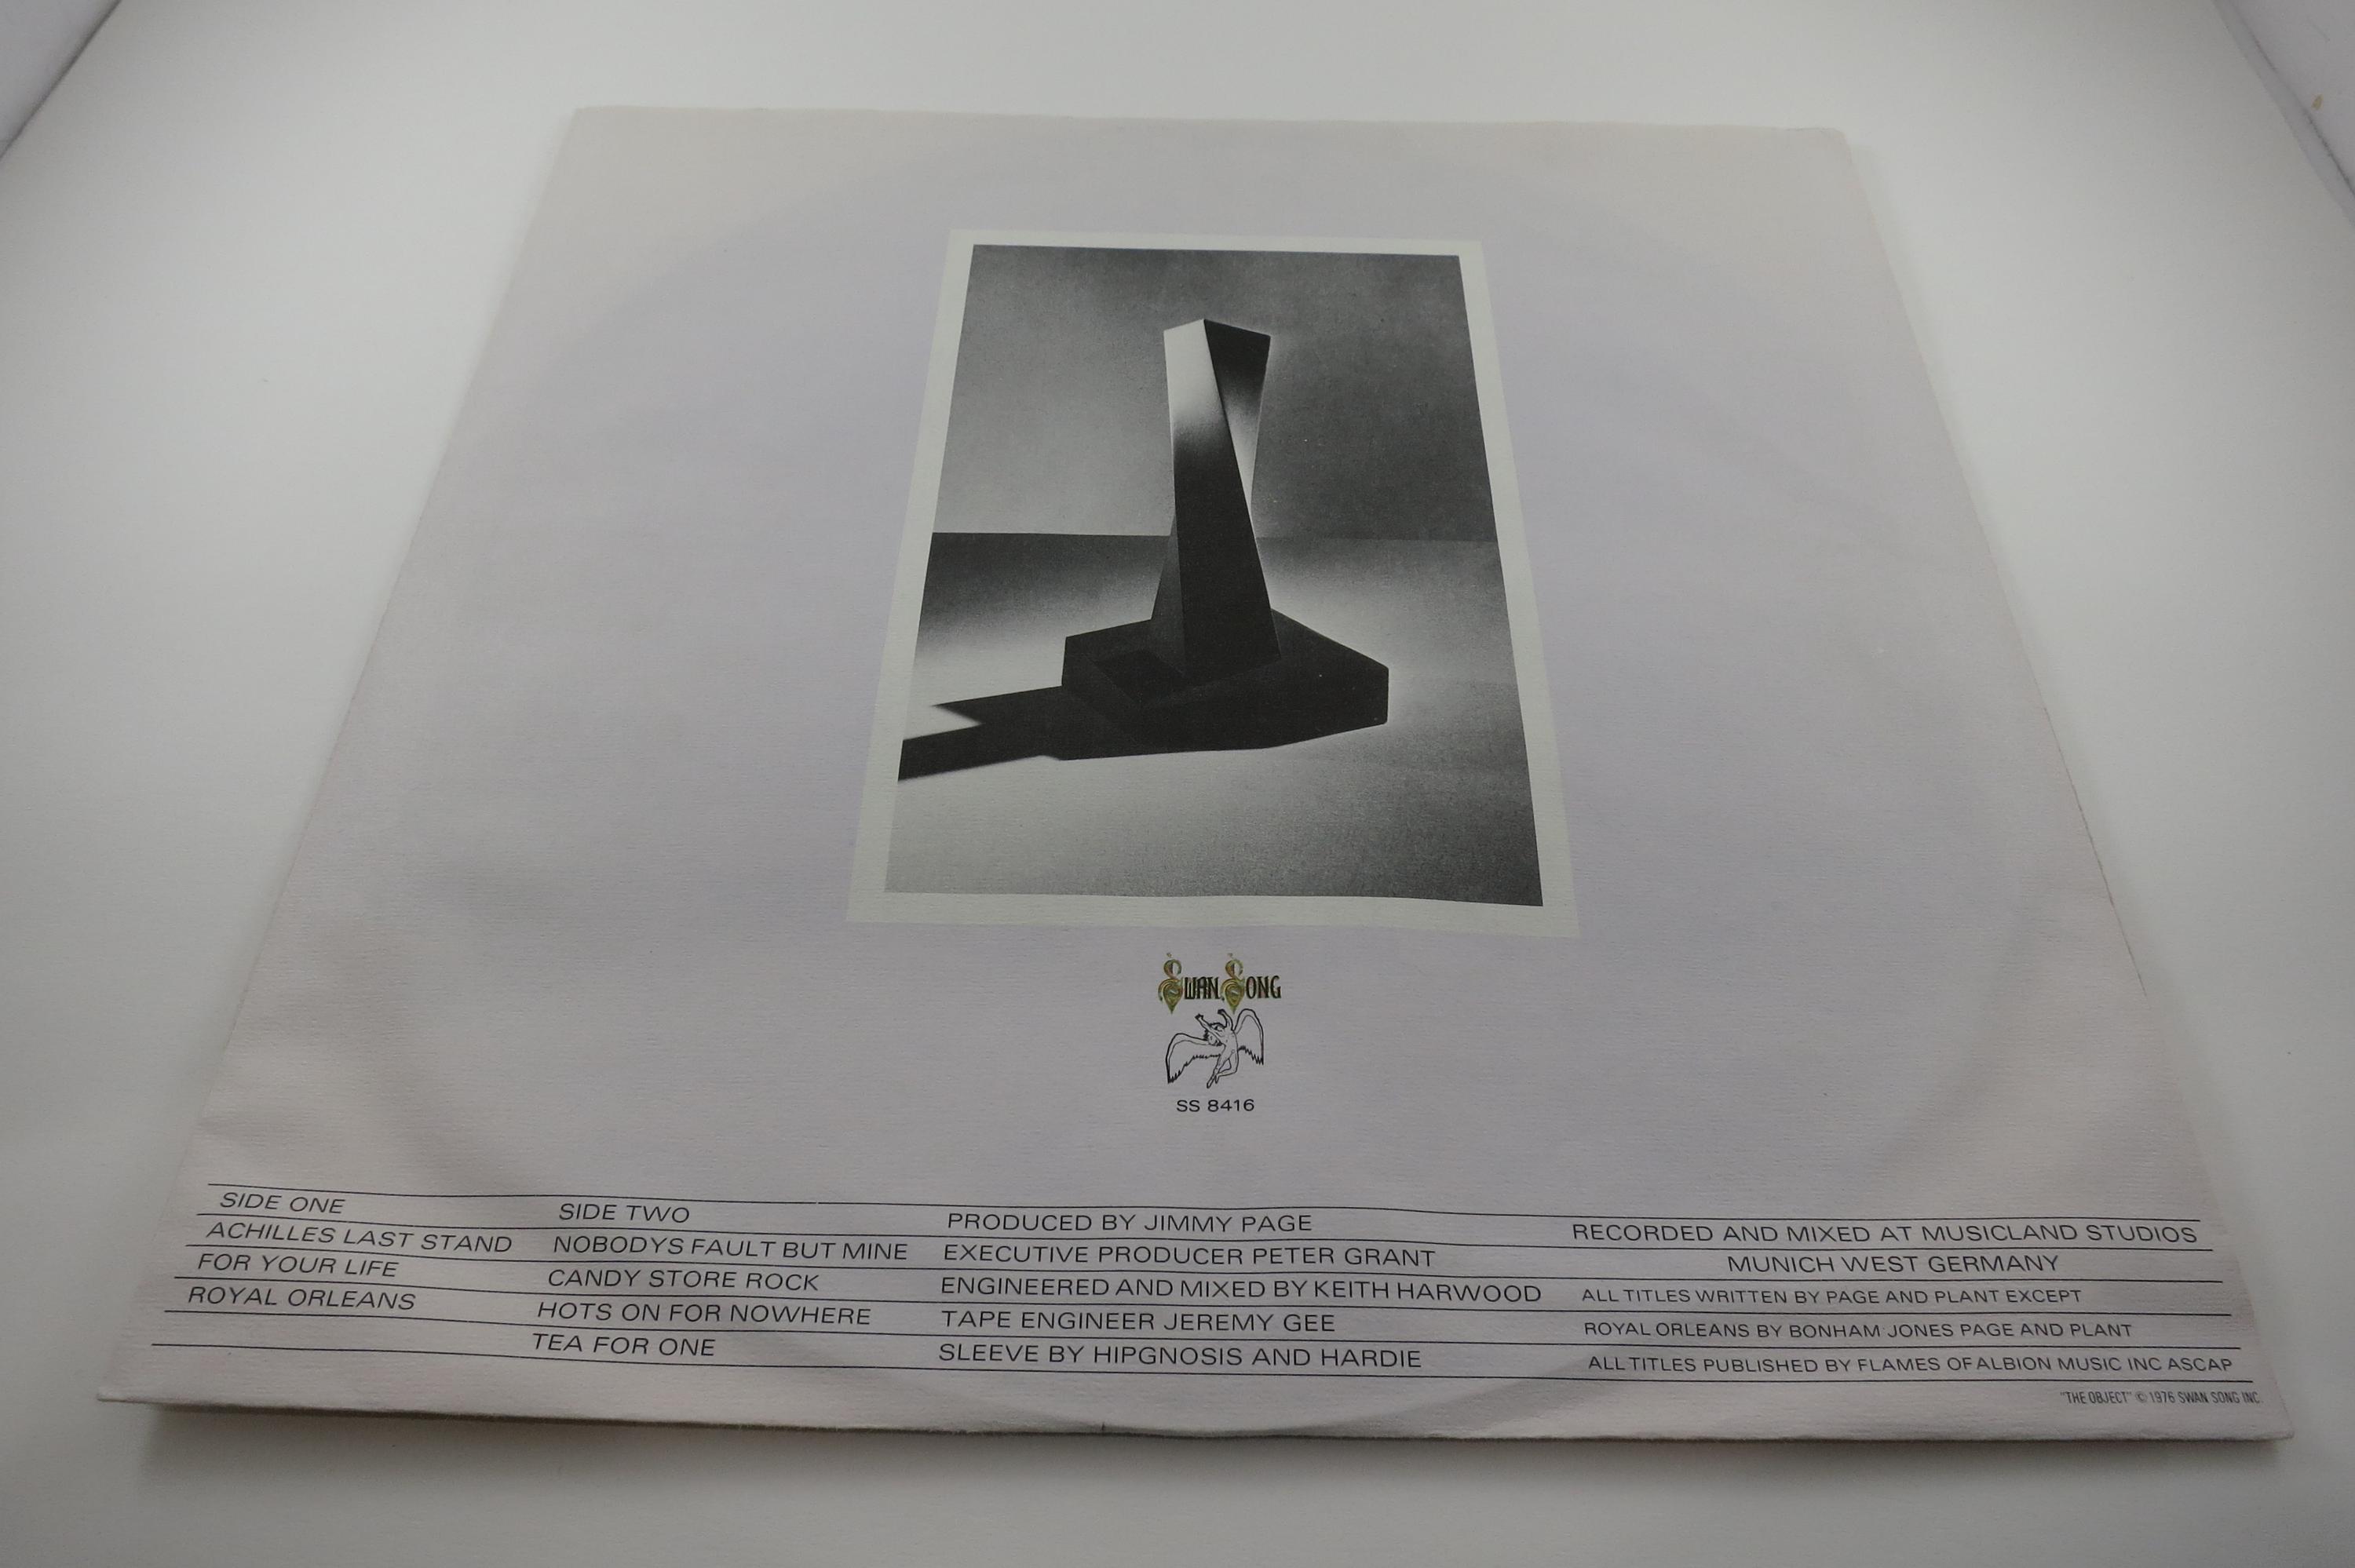 SWAN SONG
SS 8416
SIDE ONE
ACHILLES LAST STAND
FOR YOUR LIFE
ROYAL ORLEANS
SIDE TWO
NOBODYS FAULT BUT MINE
CANDY STORE ROCK
HOTS ON FOR NOWHERE
TEA FOR ONE
PRODUCED BY JIMMY PAGE
EXECUTIVE PRODUCER PETER GRANT
ENGINEERED AND MIXED BY KEITH HARWOOD
TAPE ENGINEER JEREMY GEE
SLEEVE BY HIPGNOSIS AND HARDIE
RECORDED AND MIXED AT MUSICLAND STUDIOS
MUNICH WEST GERMANY
ALL TITLES WRITTEN BY PAGE AND PLANT EXCEPT
ROYAL ORLEANS BY BONHAM JONES PAGE AND PLANT
ALL TITLES PUBLISHED BY FLAMES OF ALBION MUSIC INC ASCAP
"THE OBJECT" © 1976 SWAN SONG INC.